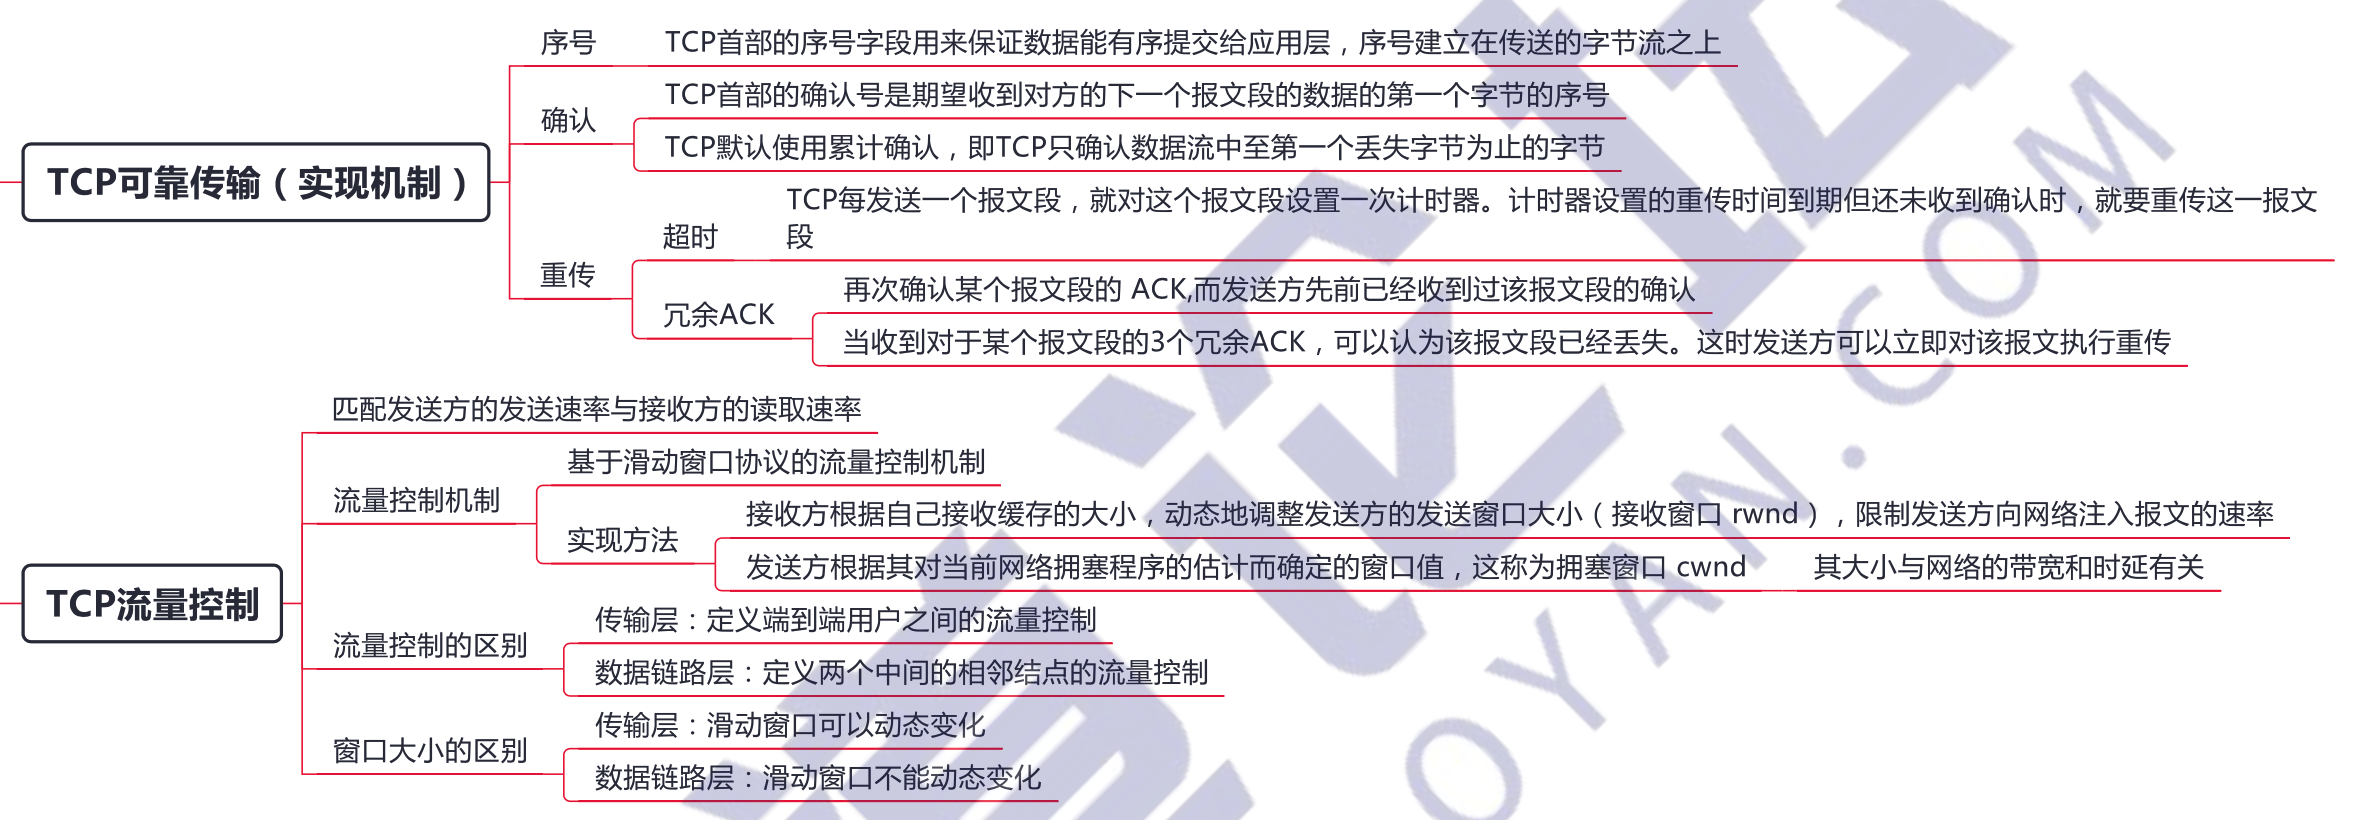 序号
TCP首部的序号字段用来保证数据能有序提交给应用层，序号建立在传送的字节流之上
确认
TCP首部的确认号是期望收到对方的下一个报文段的数据的第一个字节的序号
TCP默认使用累计确认，即TCP只确认数据流中至第一个丢失字节为止的字节
TCP可靠传输（实现机制）
重传
超时
TCP每发送一个报文段，就对这个报文段设置一次计时器。计时器设置的重传时间到期但还未收到确认时，就要重传这一报文
段
冗余ACK
再次确认某个报文段的 ACK,而发送方先前已经收到过该报文段的确认
当收到对于某个报文段的3个冗余ACK，可以认为该报文段已经丢失。这时发送方可以立即对该报文执行重传
匹配发送方的发送速率与接收方的读取速率
流量控制机制
基于滑动窗口协议的流量控制机制
实现方法
接收方根据自己接收缓存的大小，动态地调整发送方的发送窗口大小（接收窗口 rwnd），限制发送方向网络注入报文的速率
发送方根据其对当前网络拥塞程序的估计而确定的窗口值，这称为拥塞窗口 cwnd
其大小与网络的带宽和时延有关
TCP流量控制
流量控制的区别
传输层：定义端到端用户之间的流量控制
数据链路层：定义两个中间的相邻结点的流量控制
窗口大小的区别
传输层：滑动窗口可以动态变化
数据链路层：滑动窗口不能动态变化
OYAN.COM